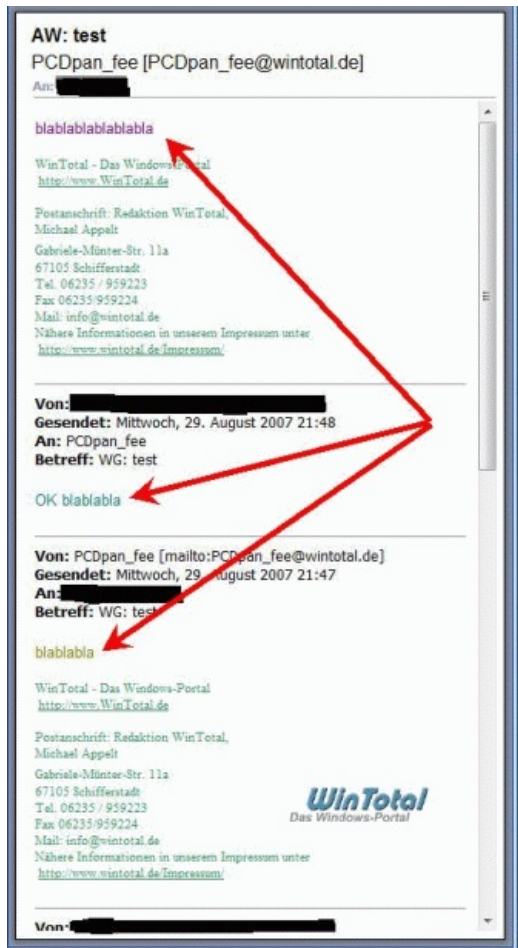 AW: test
PCDpan_fee [PCDpan_fee@wintotal.de]
An:
blablablablablabla
WinTotal - Das Windows-Portal
http://www.WinTotal.de
Postanschrift: Redaktion WinTotal,
Michael Appelt
Gabriele-Münter-Str. 11a
67105 Schifferstadt
Tel. 06235 / 959223
Fax 06235/959224
Mail: info@wintotal.de
Nähere Informationen in unserem Impressum unter
http://www.wintotal.de/Impressum/
Von:
Gesendet: Mittwoch, 29. August 2007 21:48
An: PCDpan_fee
Betreff: WG: test
OK blablabla
Von: PCDpan_fee [mailto:PCDpan_fee@wintotal.de]
Gesendet: Mittwoch, 29. August 2007 21:47
An:
Betreff: WG: test
blablabla
WinTotal - Das Windows-Portal
http://www.WinTotal.de
Postanschrift: Redaktion WinTotal,
Michael Appelt
Gabriele-Münter-Str. 11a
67105 Schifferstadt
Tel. 06235 / 959223
Fax 06235/959224
Mail: info@wintotal.de
Nähere Informationen in unserem Impressum unter
http://www.wintotal.de/Impressum/
WinTotal
Das Windows-Portal
Von: